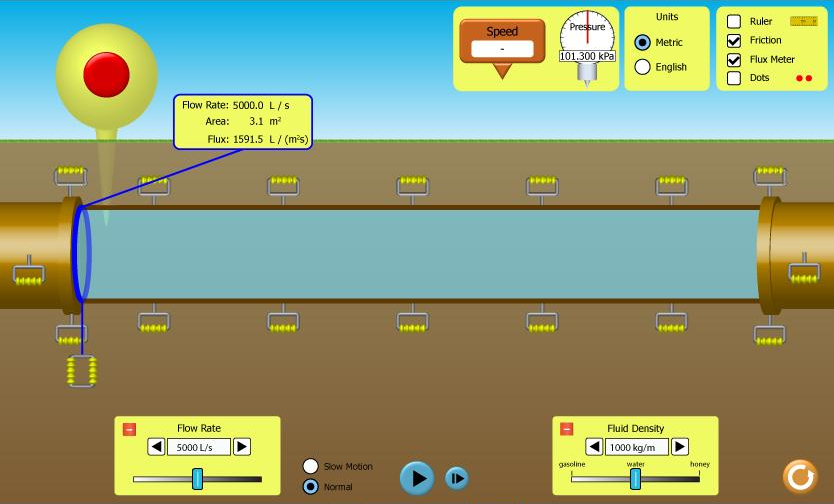 Speed
-
Pressure
101.300 kPa
Units
Metric
English
Ruler
Friction
Flux Meter
Dots
Flow Rate: 5000.0 L / s
Area: 3.1 m²
Flux: 1591.5 L / (m²s)
Flow Rate
5000 L/s
Slow Motion
Normal
Fluid Density
1000 kg/m
gasoline water honey